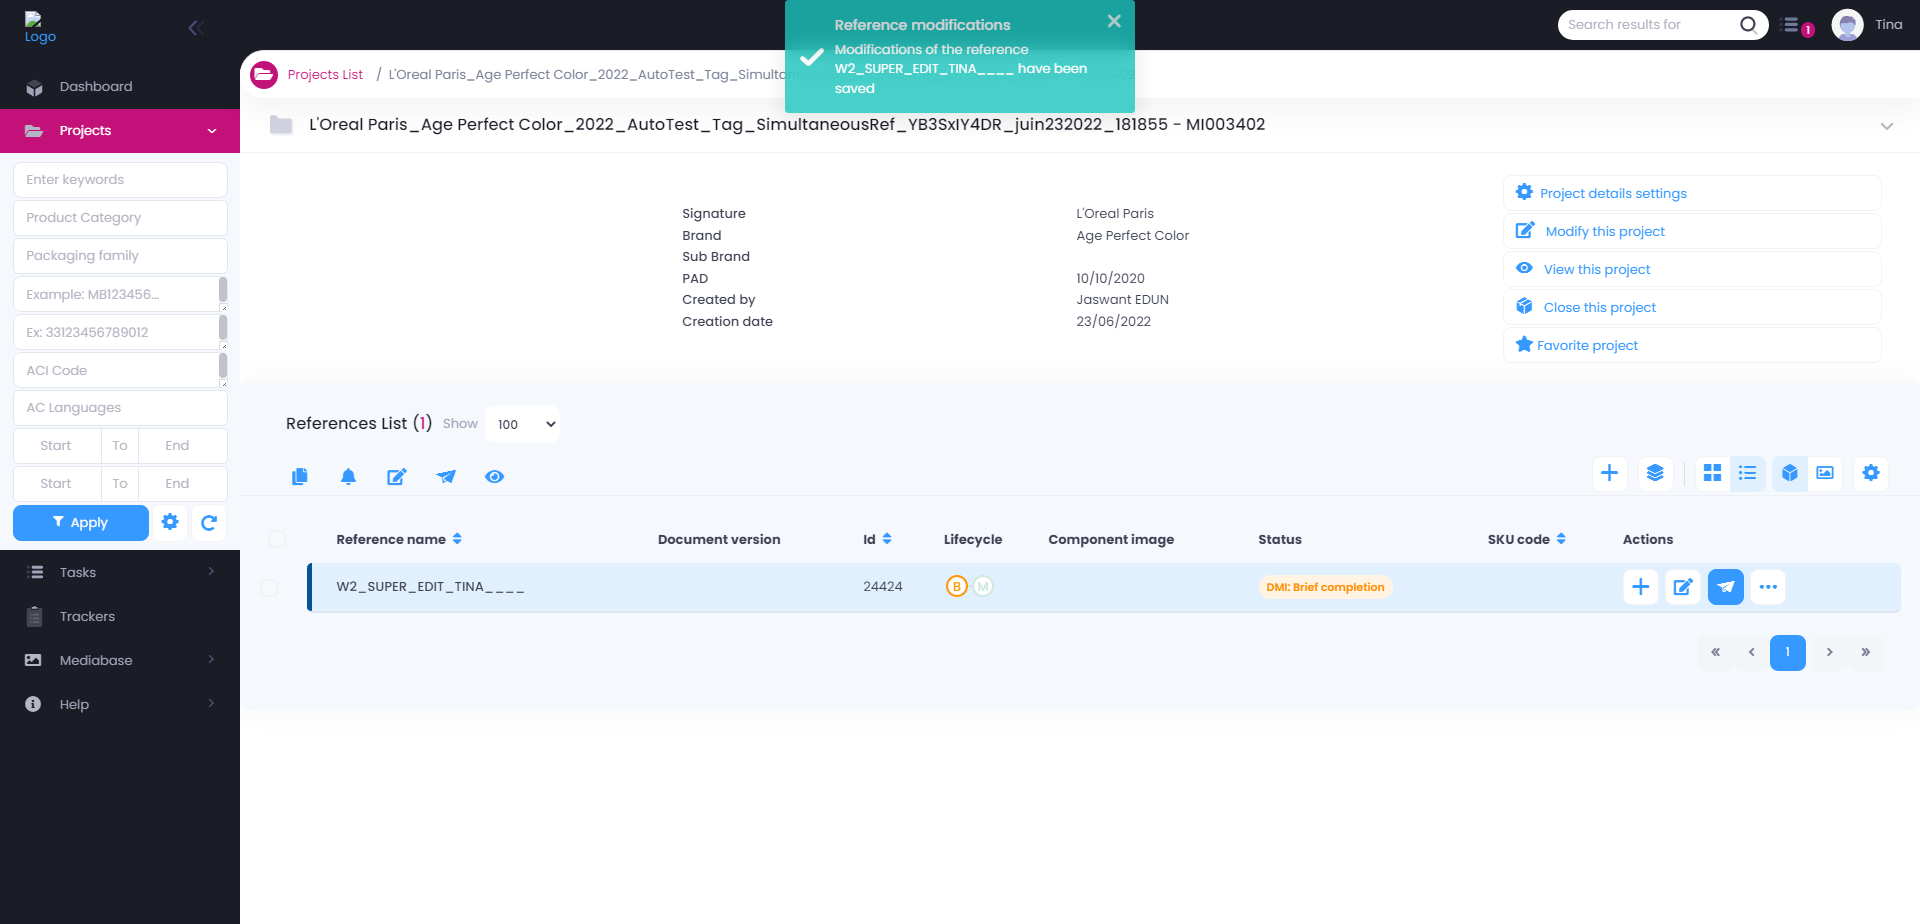 Logo
Search results for
1
Tina
Reference modifications
Modifications of the reference
W2_SUPER_EDIT_TINA____ have been
saved
Projects List / L'Oreal Paris_Age Perfect Color_2022_AutoTest_Tag_Simultaneous
L'Oreal Paris_Age Perfect Color_2022_AutoTest_Tag_SimultaneousRef_YB3SxIY4DR_juin232022_181855 - MI003402
Dashboard
Projects
Enter keywords
Product Category
Packaging family
Example: MB123456...
Ex: 33123456789012
ACI Code
AC Languages
Start To End
Start To End
Apply
Tasks
Trackers
Mediabase
Help
Signature L'Oreal Paris
Brand Age Perfect Color
Sub Brand
PAD 10/10/2020
Created by Jaswant EDUN
Creation date 23/06/2022
Project details settings
Modify this project
View this project
Close this project
Favorite project
References List (1) Show 100
Reference name Document version Id Lifecycle Component image Status SKU code Actions
W2_SUPER_EDIT_TINA____ 24424 B M DMI: Brief completion
« ‹ 1 › »